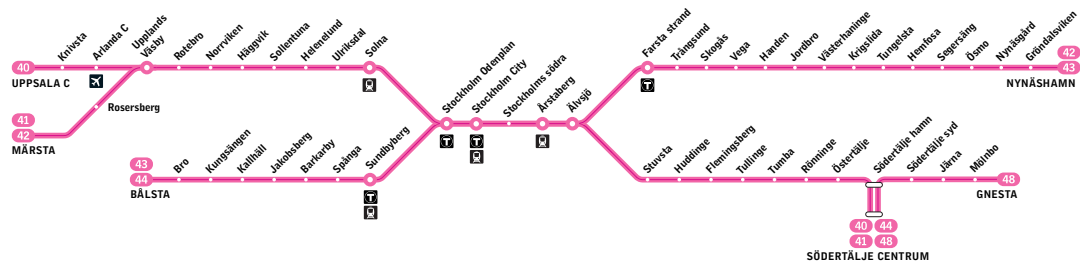 40
UPPSALA C
Knivsta
Arlanda C
Upplands
Väsby
Rotebro
Norrviken
Häggvik
Sollentuna
Helenelund
Ulriksdal
Solna
Rosersberg
41
42
MÄRSTA
43
44
BÅLSTA
Bro
Kungsängen
Kallhäll
Jakobsberg
Barkarby
Spånga
Sundbyberg
T
Stockholm Odenplan
T
Stockholm City
T
Stockholms södra
Årstaberg
Älvsjö
Farsta strand
T
Trångsund
Skogås
Vega
Handen
Jordbro
Västerhaninge
Krigslida
Tungelsta
Hemfosa
Segersäng
Ösmo
Nynäsgård
Gröndalsviken
42
43
NYNÄSHAMN
Stuvsta
Huddinge
Flemingsberg
Tullinge
Tumba
Rönninge
Östertälje
Södertälje hamn
Södertälje syd
Järna
Mölnbo
48
GNESTA
40 44
41 48
SÖDERTÄLJE CENTRUM